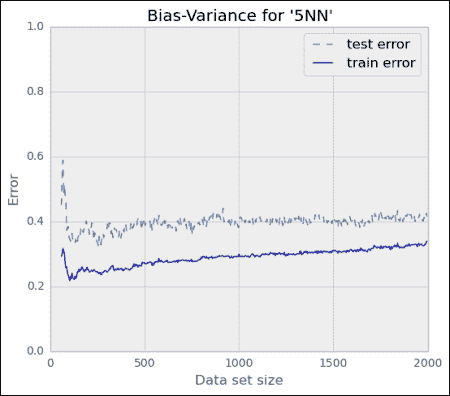 Bias-Variance for '5NN'
1.0
0.8
0.6
0.4
0.2
0.0
Error
test error
train error
0
500
1000
1500
2000
Data set size